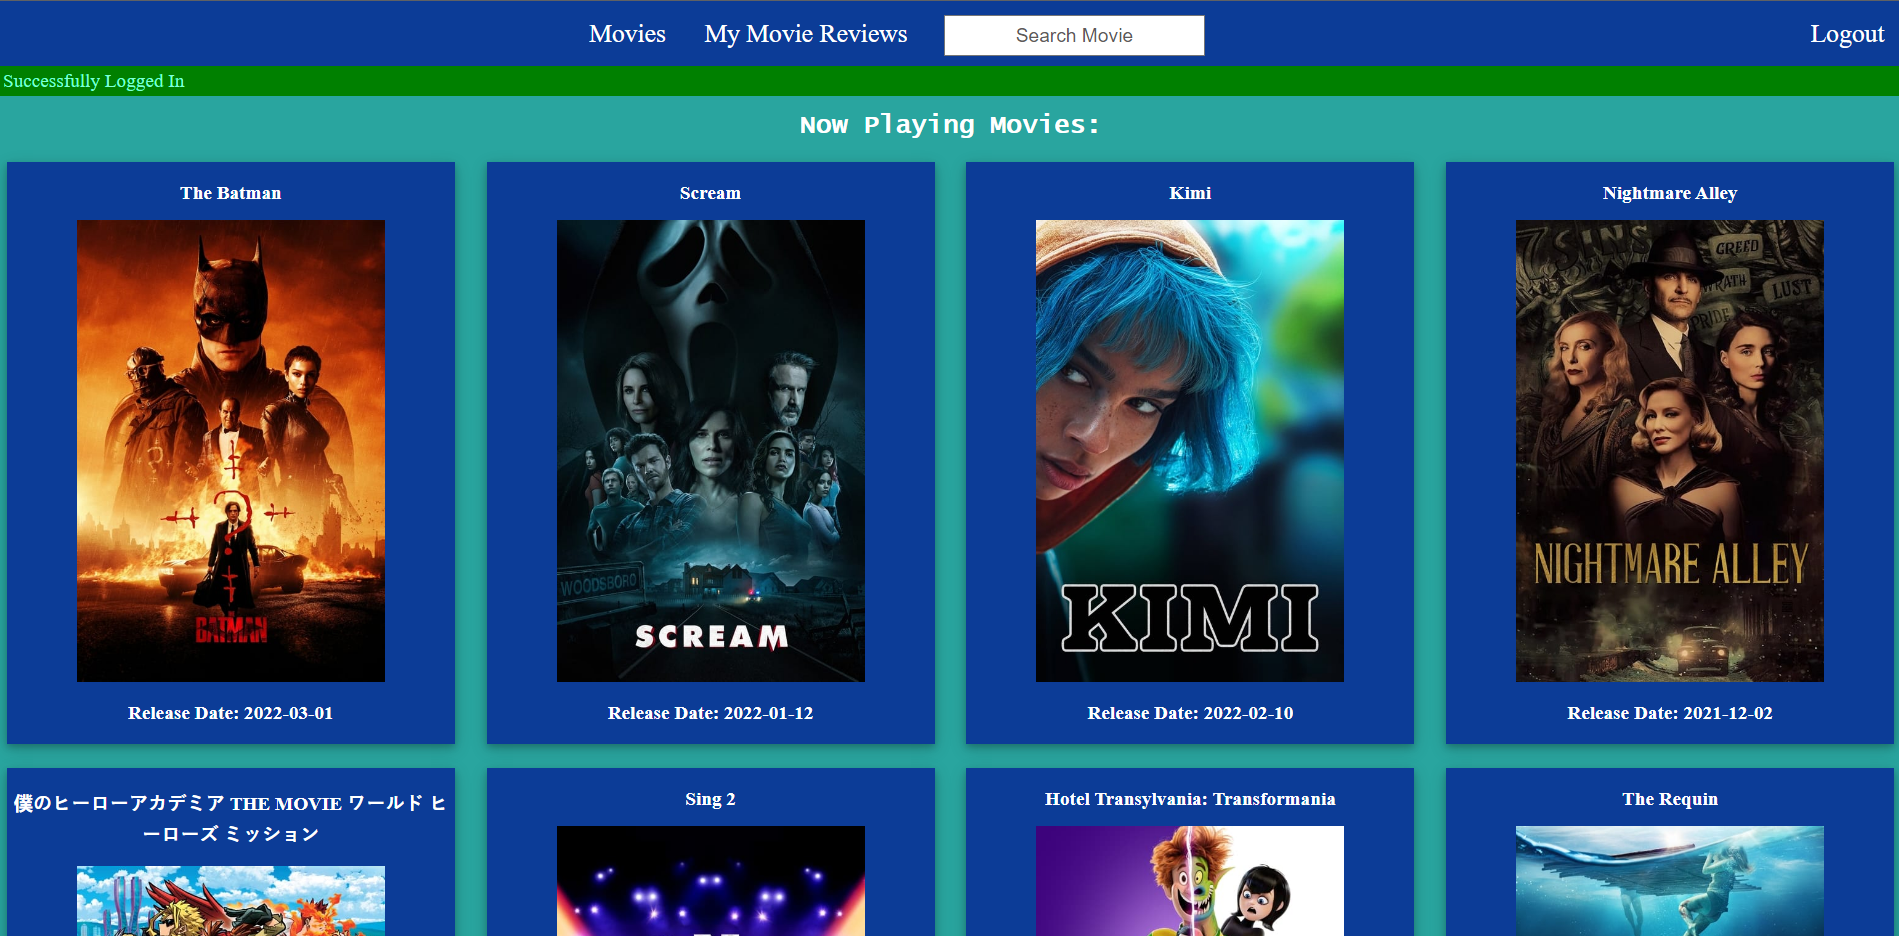 Movies
My Movie Reviews
Search Movie
Logout
Successfully Logged In
Now Playing Movies:
The Batman
Scream
Kimi
Nightmare Alley
THE
BATMAN
WOODSBORO
SCREAM
KIMI
SINS
GREED
WRATH
LUST
PRIDE
NIGHTMARE ALLEY
Release Date: 2022-03-01
Release Date: 2022-01-12
Release Date: 2022-02-10
Release Date: 2021-12-02
僕のヒーローアカデミア THE MOVIE ワールド ヒ
ーローズ ミッション
Sing 2
Hotel Transylvania: Transformania
The Requin